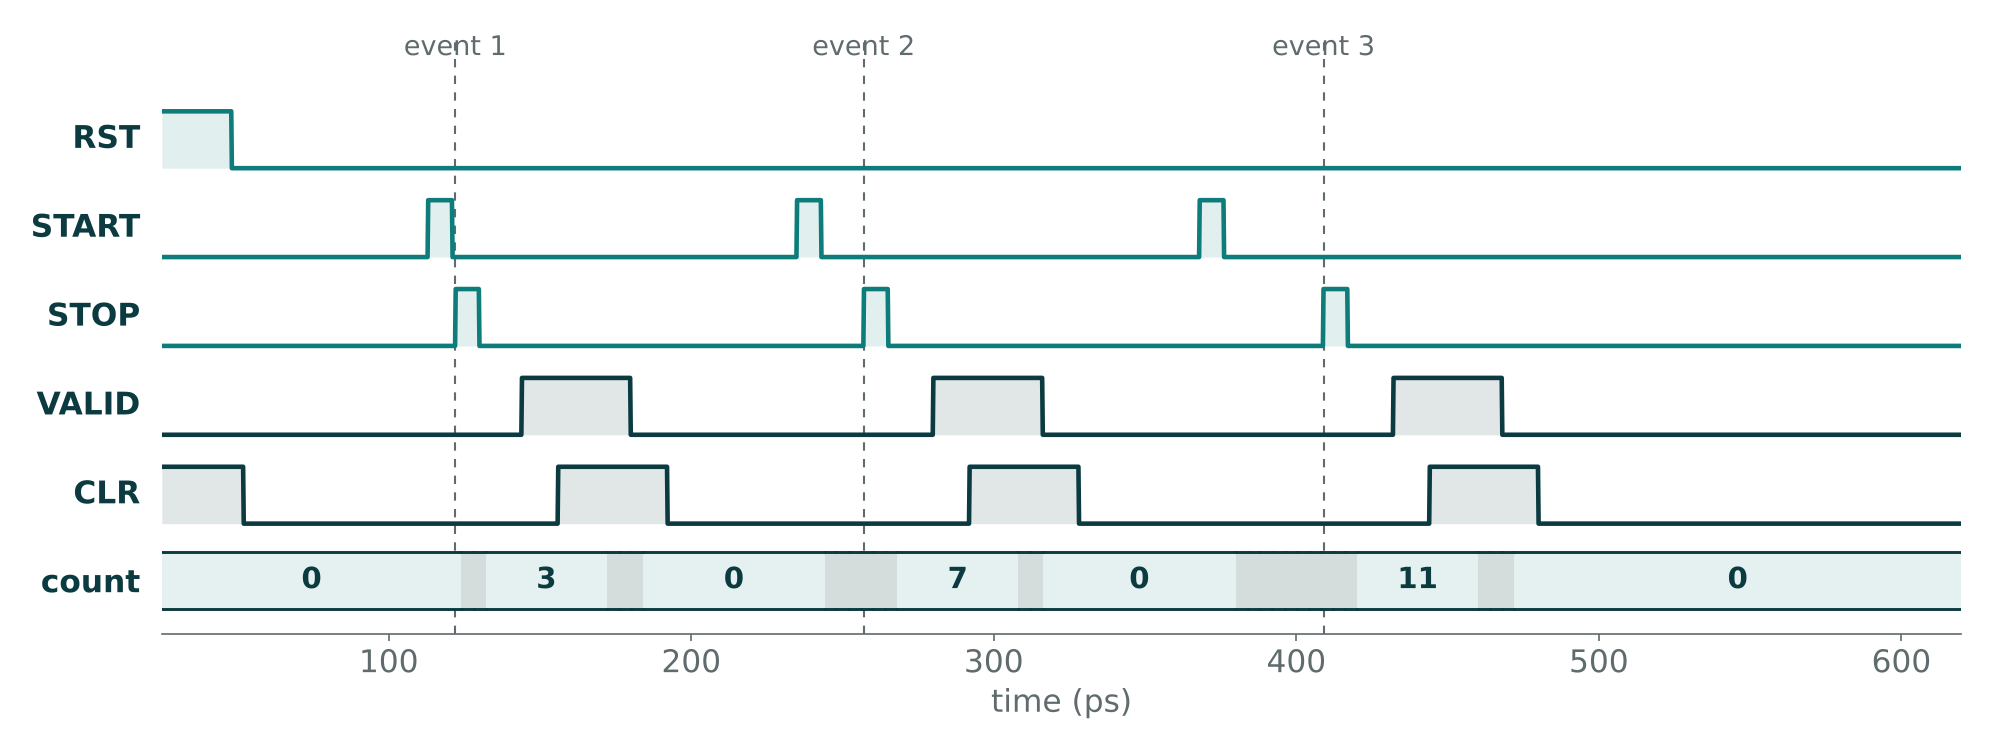 event 1 event 2 event 3
RST
START
STOP
VALID
CLR
count 0 3 0 7 0 11 0
100 200 300 400 500 600
time (ps)